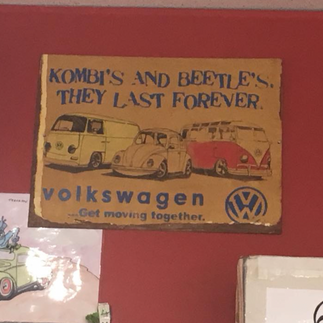 KOMBI'S AND BEETLE'S.
THEY LAST FOREVER.
volkswagen
...Get moving together.